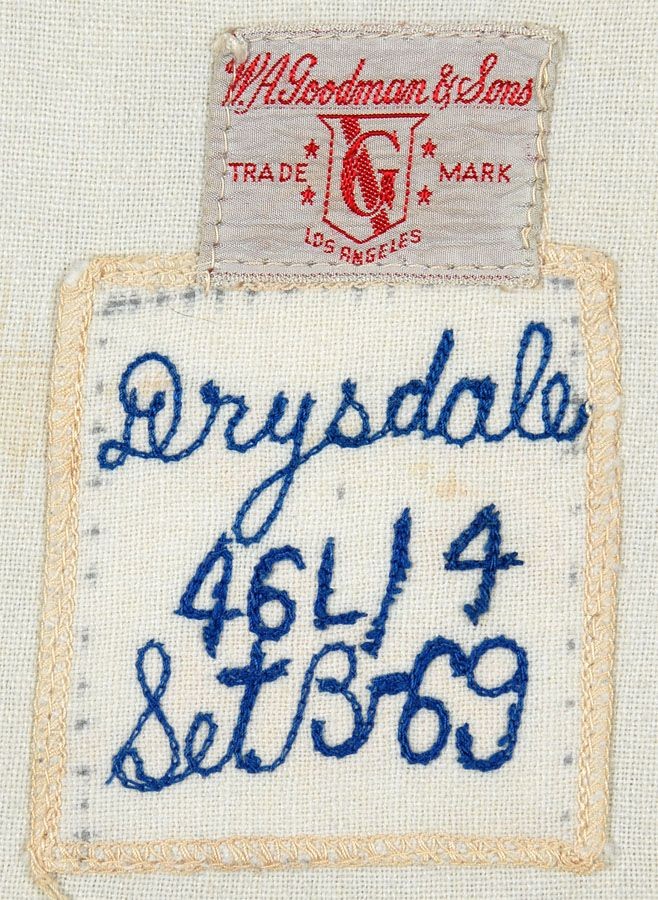 W.A.Goodman & Sons
TRADE G MARK
LOS ANGELES
Drysdale
46L/4
Set B-69